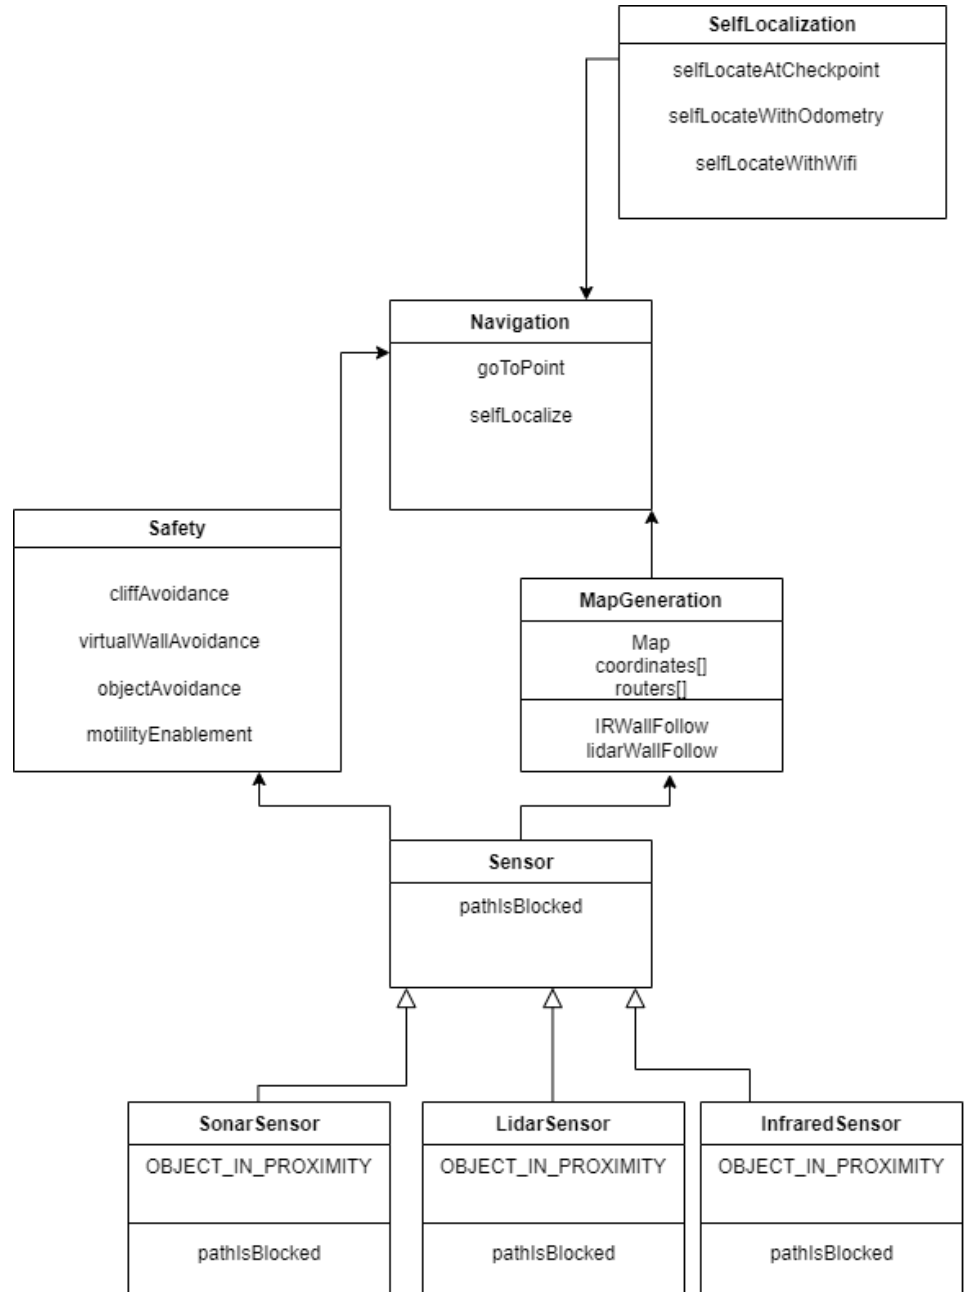 SelfLocalization
selfLocateAtCheckpoint
selfLocateWithOdometry
selfLocateWithWifi
Navigation
goToPoint
selfLocalize
Safety
cliffAvoidance
virtualWallAvoidance
objectAvoidance
motilityEnablement
MapGeneration
Map
coordinates[]
routers[]
IRWallFollow
lidarWallFollow
Sensor
pathIsBlocked
SonarSensor
OBJECT_IN_PROXIMITY
pathIsBlocked
LidarSensor
OBJECT_IN_PROXIMITY
pathIsBlocked
InfraredSensor
OBJECT_IN_PROXIMITY
pathIsBlocked